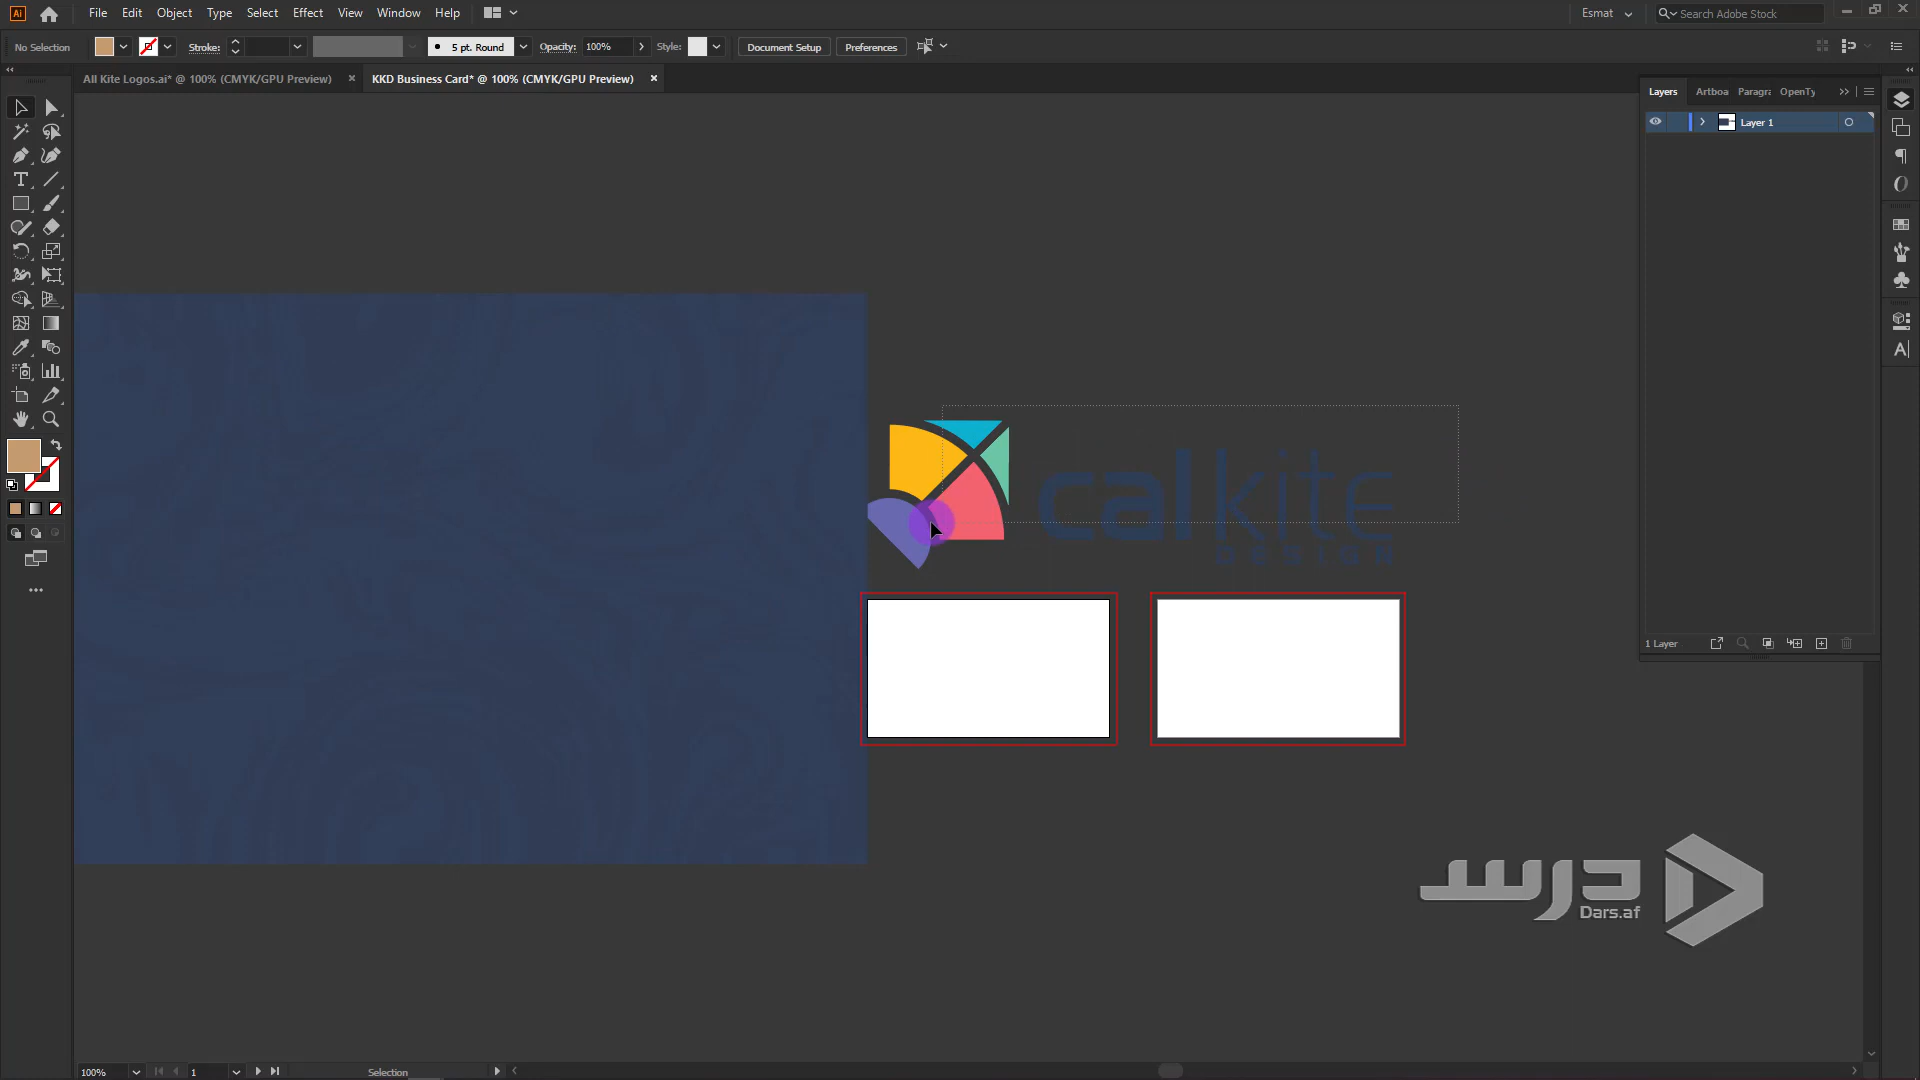 Ai File Edit Object Type Select Effect View Window Help Esmat Search Adobe Stock
No Selection Stroke: 5 pt. Round Opacity: 100% Style: Document Setup Preferences
All Kite Logos.ai* @ 100% (CMYK/GPU Preview) × KKD Business Card* @ 100% (CMYK/GPU Preview) ×
Layers Artboa Paragra OpenTy
Layer 1
calkite
DESIGN
1 Layer
درس
Dars.af
100% 1 Selection